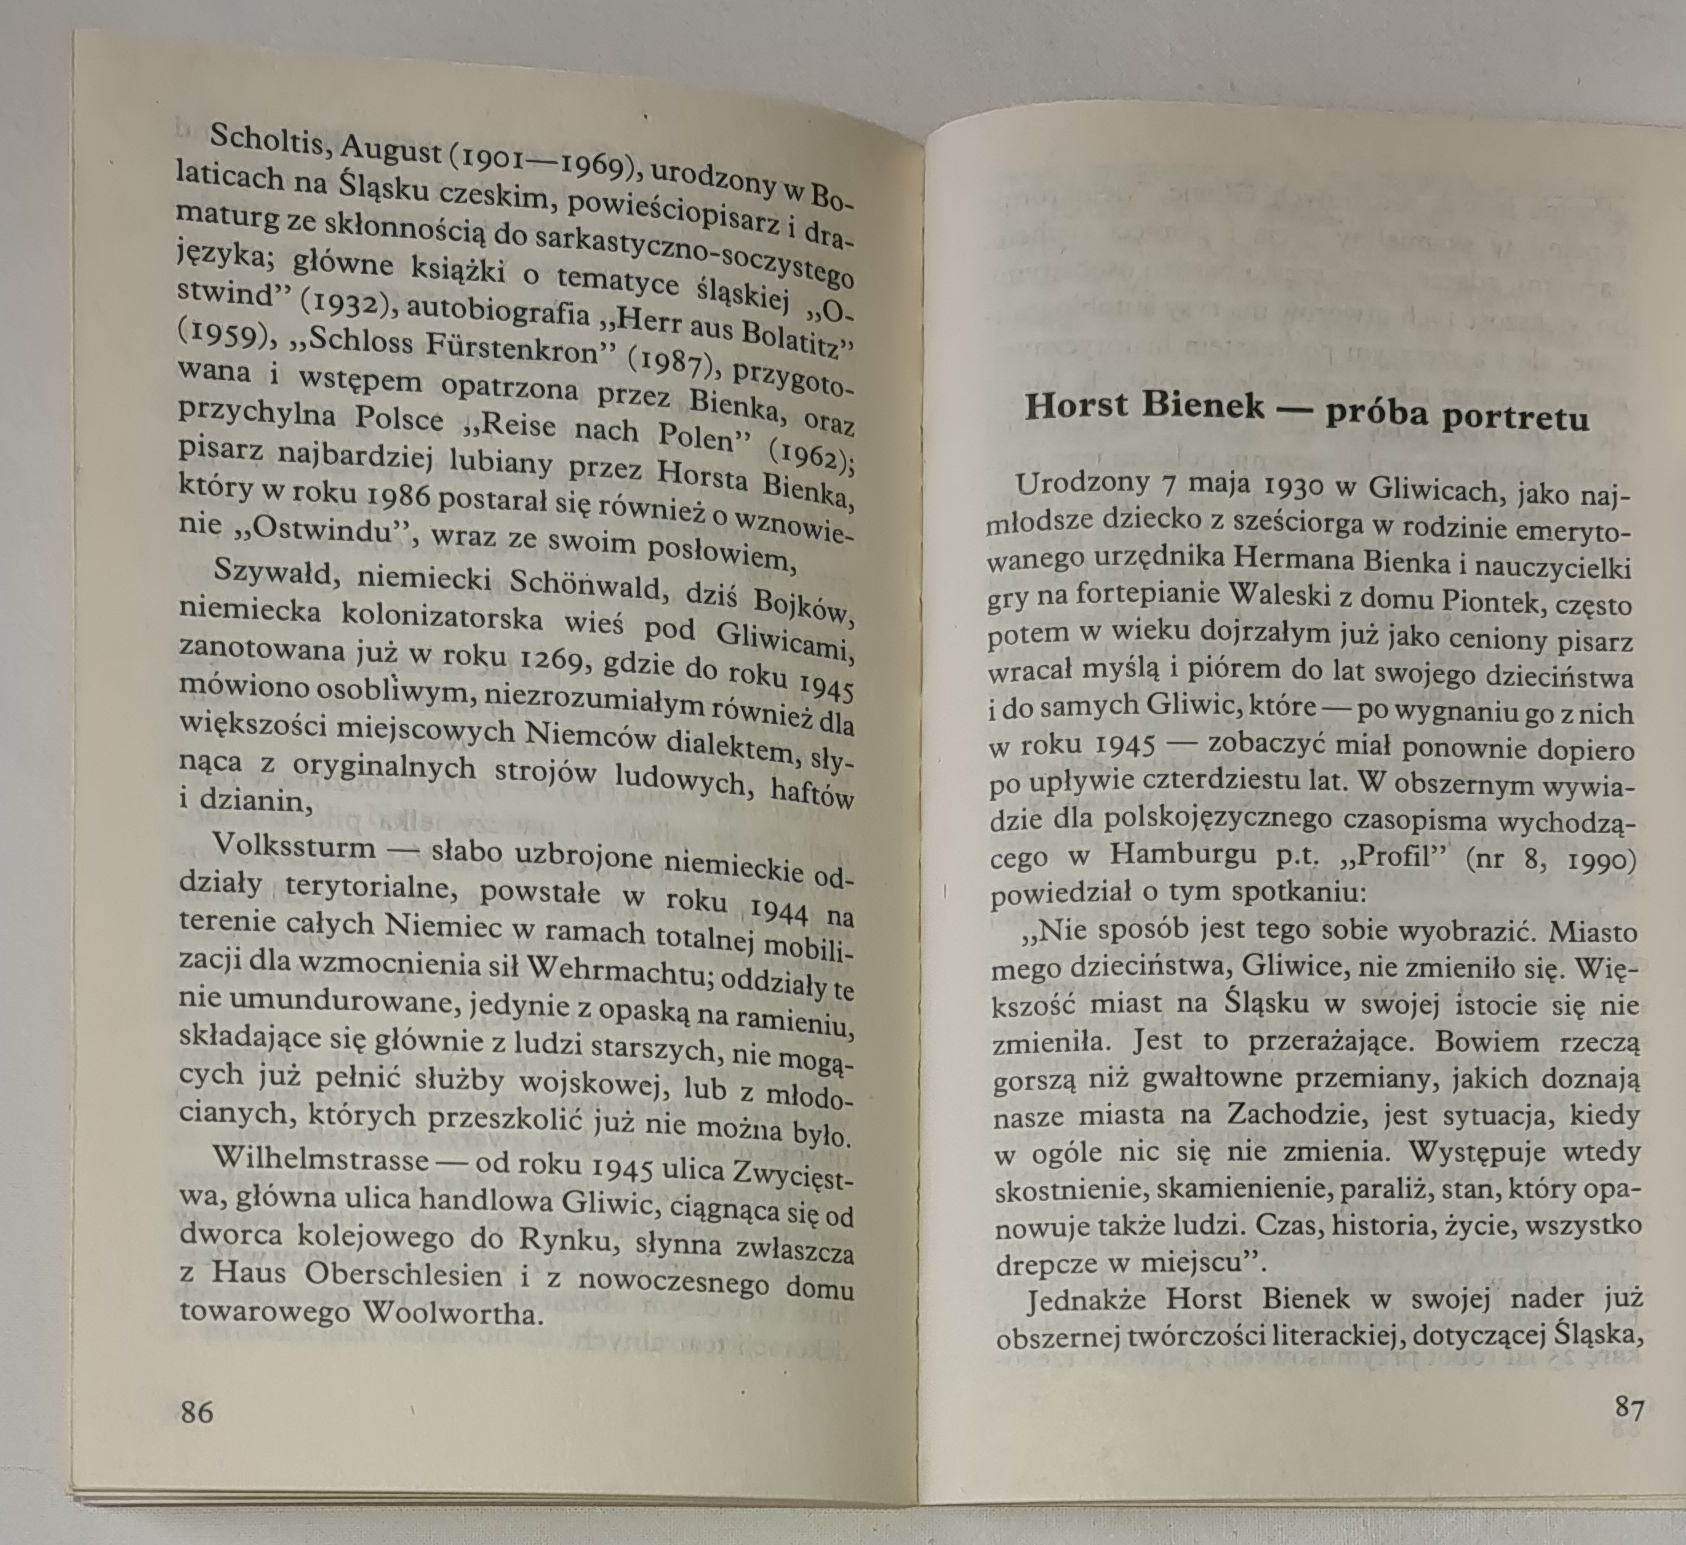 Scholtis, August (1901—1969), urodzony w Bo-
laticach na Śląsku czeskim, powieściopisarz i dra-
maturg ze skłonnością do sarkastyczno-soczystego
języka; główne książki o tematyce śląskiej „O-
stwind” (1932), autobiografia „Herr aus Bolatitz”
(1959), „Schloss Fürstenkron” (1987), przygoto-
wana i wstępem opatrzona przez Bienka, oraz
przychylna Polsce „Reise nach Polen” (1962);
pisarz najbardziej lubiany przez Horsta Bienka,
który w roku 1986 postarał się również o wznowie-
nie „Ostwindu”, wraz ze swoim posłowiem,
Szywałd, niemiecki Schönwald, dziś Bojków,
niemiecka kolonizatorska wieś pod Gliwicami,
zanotowana już w roku 1269, gdzie do roku 1945
mówiono osobliwym, niezrozumiałym również dla
większości miejscowych Niemców dialektem, sły-
nąca z oryginalnych strojów ludowych, haftów
i dzianin,
Volkssturm — słabo uzbrojone niemieckie od-
działy terytorialne, powstałe w roku 1944 na
terenie całych Niemiec w ramach totalnej mobili-
zacji dla wzmocnienia sił Wehrmachtu; oddziały te
nie umundurowane, jedynie z opaską na ramieniu,
składające się głównie z ludzi starszych, nie mogą-
cych już pełnić służby wojskowej, lub z młodo-
cianych, których przeszkolić już nie można było.
Wilhelmstrasse — od roku 1945 ulica Zwycięst-
wa, główna ulica handlowa Gliwic, ciągnąca się od
dworca kolejowego do Rynku, słynna zwłaszcza
z Haus Oberschlesien i z nowoczesnego domu
towarowego Woolwortha.
86
Horst Bienek — próba portretu
Urodzony 7 maja 1930 w Gliwicach, jako naj-
młodsze dziecko z sześciorga w rodzinie emeryto-
wanego urzędnika Hermana Bienka i nauczycielki
gry na fortepianie Waleski z domu Piontek, często
potem w wieku dojrzałym już jako ceniony pisarz
wracał myślą i piórem do lat swojego dzieciństwa
i do samych Gliwic, które — po wygnaniu go z nich
w roku 1945 — zobaczyć miał ponownie dopiero
po upływie czterdziestu lat. W obszernym wywia-
dzie dla polskojęzycznego czasopisma wychodzą-
cego w Hamburgu p.t. „Profil” (nr 8, 1990)
powiedział o tym spotkaniu:
„Nie sposób jest tego sobie wyobrazić. Miasto
mego dzieciństwa, Gliwice, nie zmieniło się. Wię-
kszość miast na Śląsku w swojej istocie się nie
zmieniła. Jest to przerażające. Bowiem rzeczą
gorszą niż gwałtowne przemiany, jakich doznają
nasze miasta na Zachodzie, jest sytuacja, kiedy
w ogóle nic się nie zmienia. Występuje wtedy
skostnienie, skamienienie, paraliż, stan, który opa-
nowuje także ludzi. Czas, historia, życie, wszystko
drepcze w miejscu”.
Jednakże Horst Bienek w swojej nader już
obszernej twórczości literackiej, dotyczącej Śląska,
87